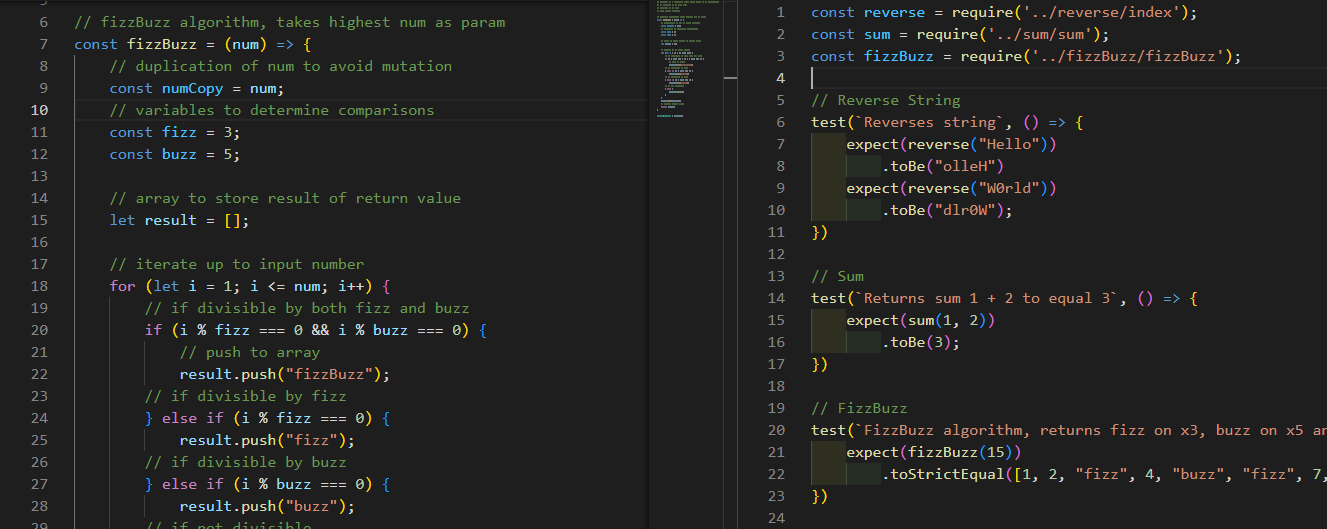 6 // fizzBuzz algorithm, takes highest num as param
7 const fizzBuzz = (num) => {
8 // duplication of num to avoid mutation
9 const numCopy = num;
10 // variables to determine comparisons
11 const fizz = 3;
12 const buzz = 5;
13
14 // array to store result of return value
15 let result = [];
16
17 // iterate up to input number
18 for (let i = 1; i <= num; i++) {
19 // if divisible by both fizz and buzz
20 if (i % fizz === 0 && i % buzz === 0) {
21 // push to array
22 result.push("fizzBuzz");
23 // if divisible by fizz
24 } else if (i % fizz === 0) {
25 result.push("fizz");
26 // if divisible by buzz
27 } else if (i % buzz === 0) {
28 result.push("buzz");
29 // if not divisible
1 const reverse = require('../reverse/index');
2 const sum = require('../sum/sum');
3 const fizzBuzz = require('../fizzBuzz/fizzBuzz');
4
5 // Reverse String
6 test(`Reverses string`, () => {
7 expect(reverse("Hello"))
8 .toBe("olleH")
9 expect(reverse("W0rld"))
10 .toBe("dlr0W");
11 })
12
13 // Sum
14 test(`Returns sum 1 + 2 to equal 3`, () => {
15 expect(sum(1, 2))
16 .toBe(3);
17 })
18
19 // FizzBuzz
20 test(`FizzBuzz algorithm, returns fizz on x3, buzz on x5 an
21 expect(fizzBuzz(15))
22 .toStrictEqual([1, 2, "fizz", 4, "buzz", "fizz", 7,
23 })
24